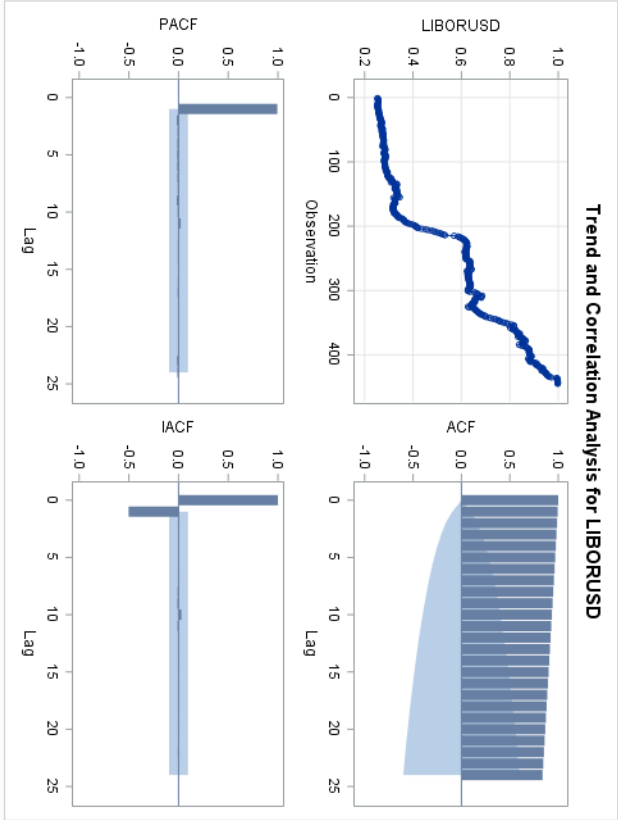 Trend and Correlation Analysis for LIBORUSD
LIBORUSD
1.0
0.8
0.6
0.4
0.2
0 100 200 300 400
Observation
ACF
1.0
0.5
0.0
-0.5
-1.0
0 5 10 15 20 25
Lag
PACF
1.0
0.5
0.0
-0.5
-1.0
0 5 10 15 20 25
Lag
IACF
1.0
0.5
0.0
-0.5
-1.0
0 5 10 15 20 25
Lag